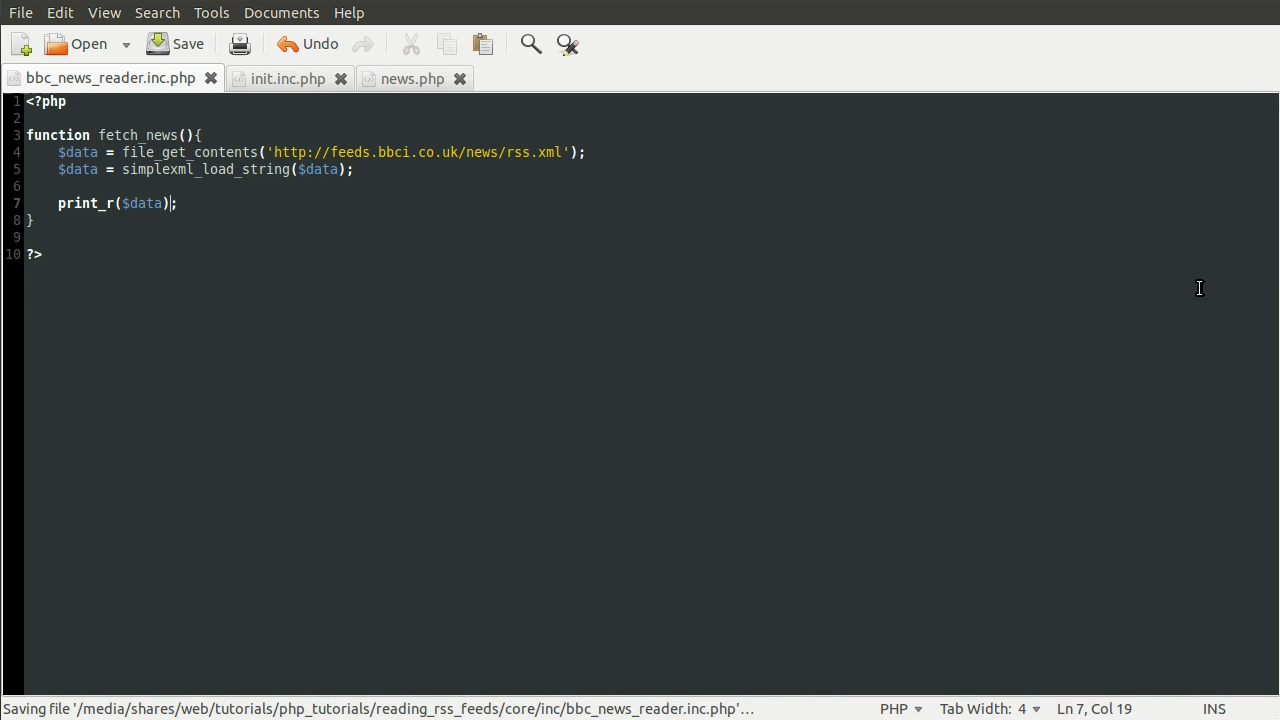 File Edit View Search Tools Documents Help
Open Save Undo
bbc_news_reader.inc.php init.inc.php news.php
1 <?php
2
3 function fetch_news(){
4     $data = file_get_contents('http://feeds.bbci.co.uk/news/rss.xml');
5     $data = simplexml_load_string($data);
6
7     print_r($data);
8 }
9
10 ?>
Saving file '/media/shares/web/tutorials/php_tutorials/reading_rss_feeds/core/inc/bbc_news_reader.inc.php'... PHP Tab Width: 4 Ln 7, Col 19 INS